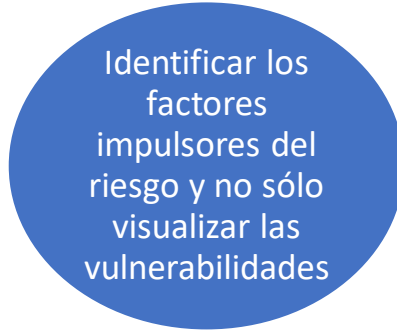 Identificar los
factores
impulsores del
riesgo y no sólo
visualizar las
vulnerabilidades